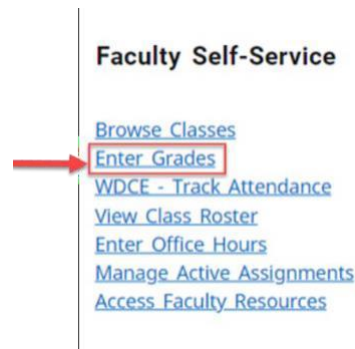 Faculty Self-Service
Browse Classes
Enter Grades
WDCE - Track Attendance
View Class Roster
Enter Office Hours
Manage Active Assignments
Access Faculty Resources